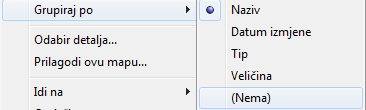 Grupiraj po
Odabir detalja...
Prilagodi ovu mapu...
Idi na
Naziv
Datum izmjene
Tip
Veličina
(Nema)